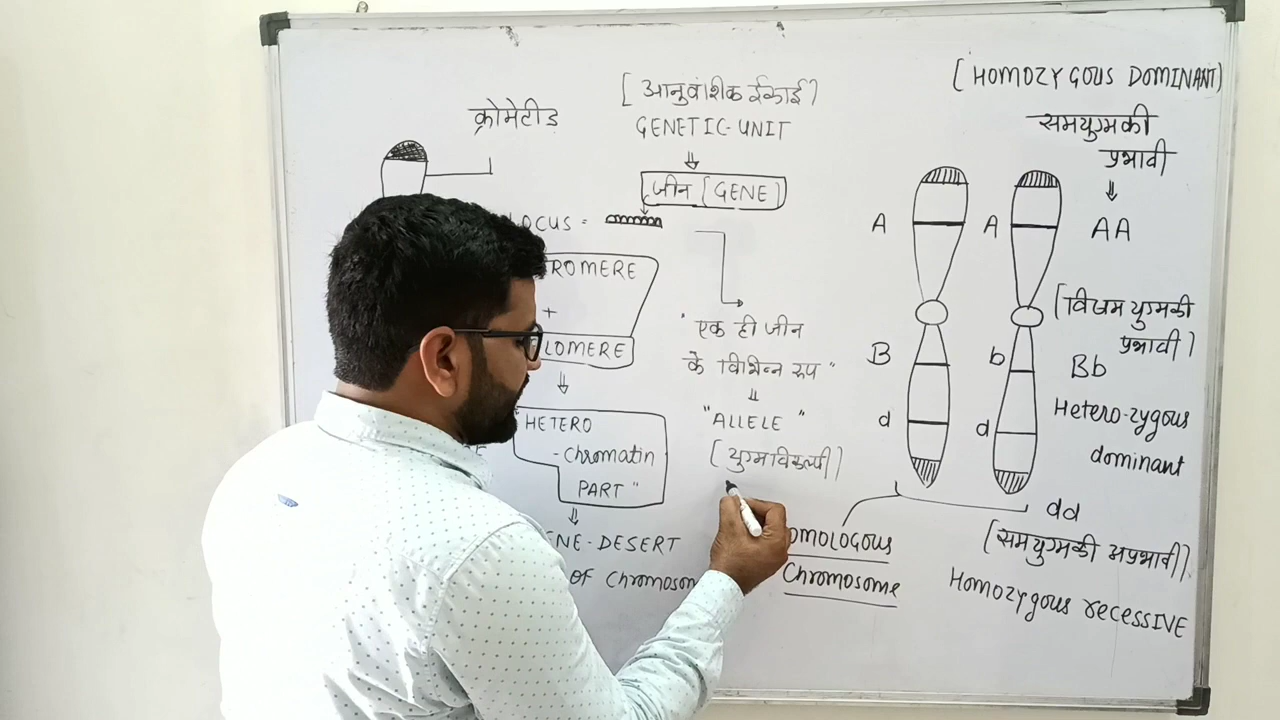 क्रोमेटीड
LOCUS =
ROMERE
+
LOMERE
HETERO
-chromatin
PART "
NE-DESERT
OF Chromosom
[आनुवांशीक ईकाई]
GENETIC-UNIT
जीन [GENE]
" एक ही जीन
के विभिन्न रूप "
"ALLELE "
[युग्मविकल्पी]
[HOMOZYGOUS DOMINANT]
समयुग्मकी
प्रभावी
A A AA
[विषम युग्मकी
प्रभावी]
B b Bb
Hetero-zygous
dominant
d d
dd
OMOLOGOUS
Chromosome
[समयुग्मकी अप्रभावी]
Homozygous recessIVE